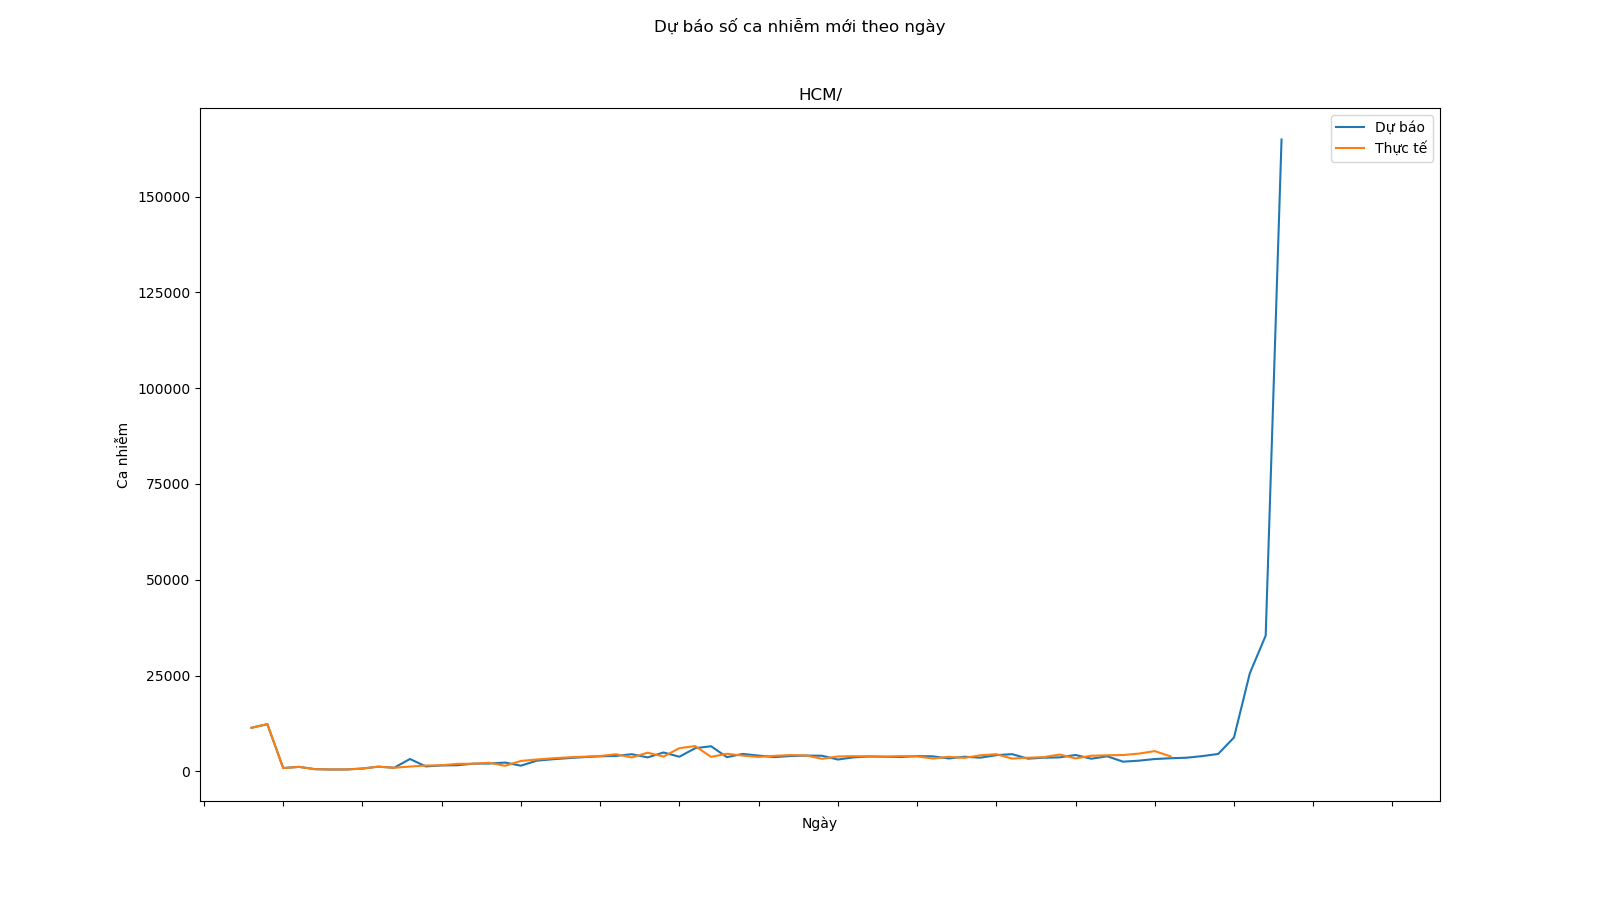 Dự báo số ca nhiễm mới theo ngày
HCM/
Dự báo
Thực tế
150000
125000
100000
75000
50000
25000
0
Ca nhiễm
Ngày